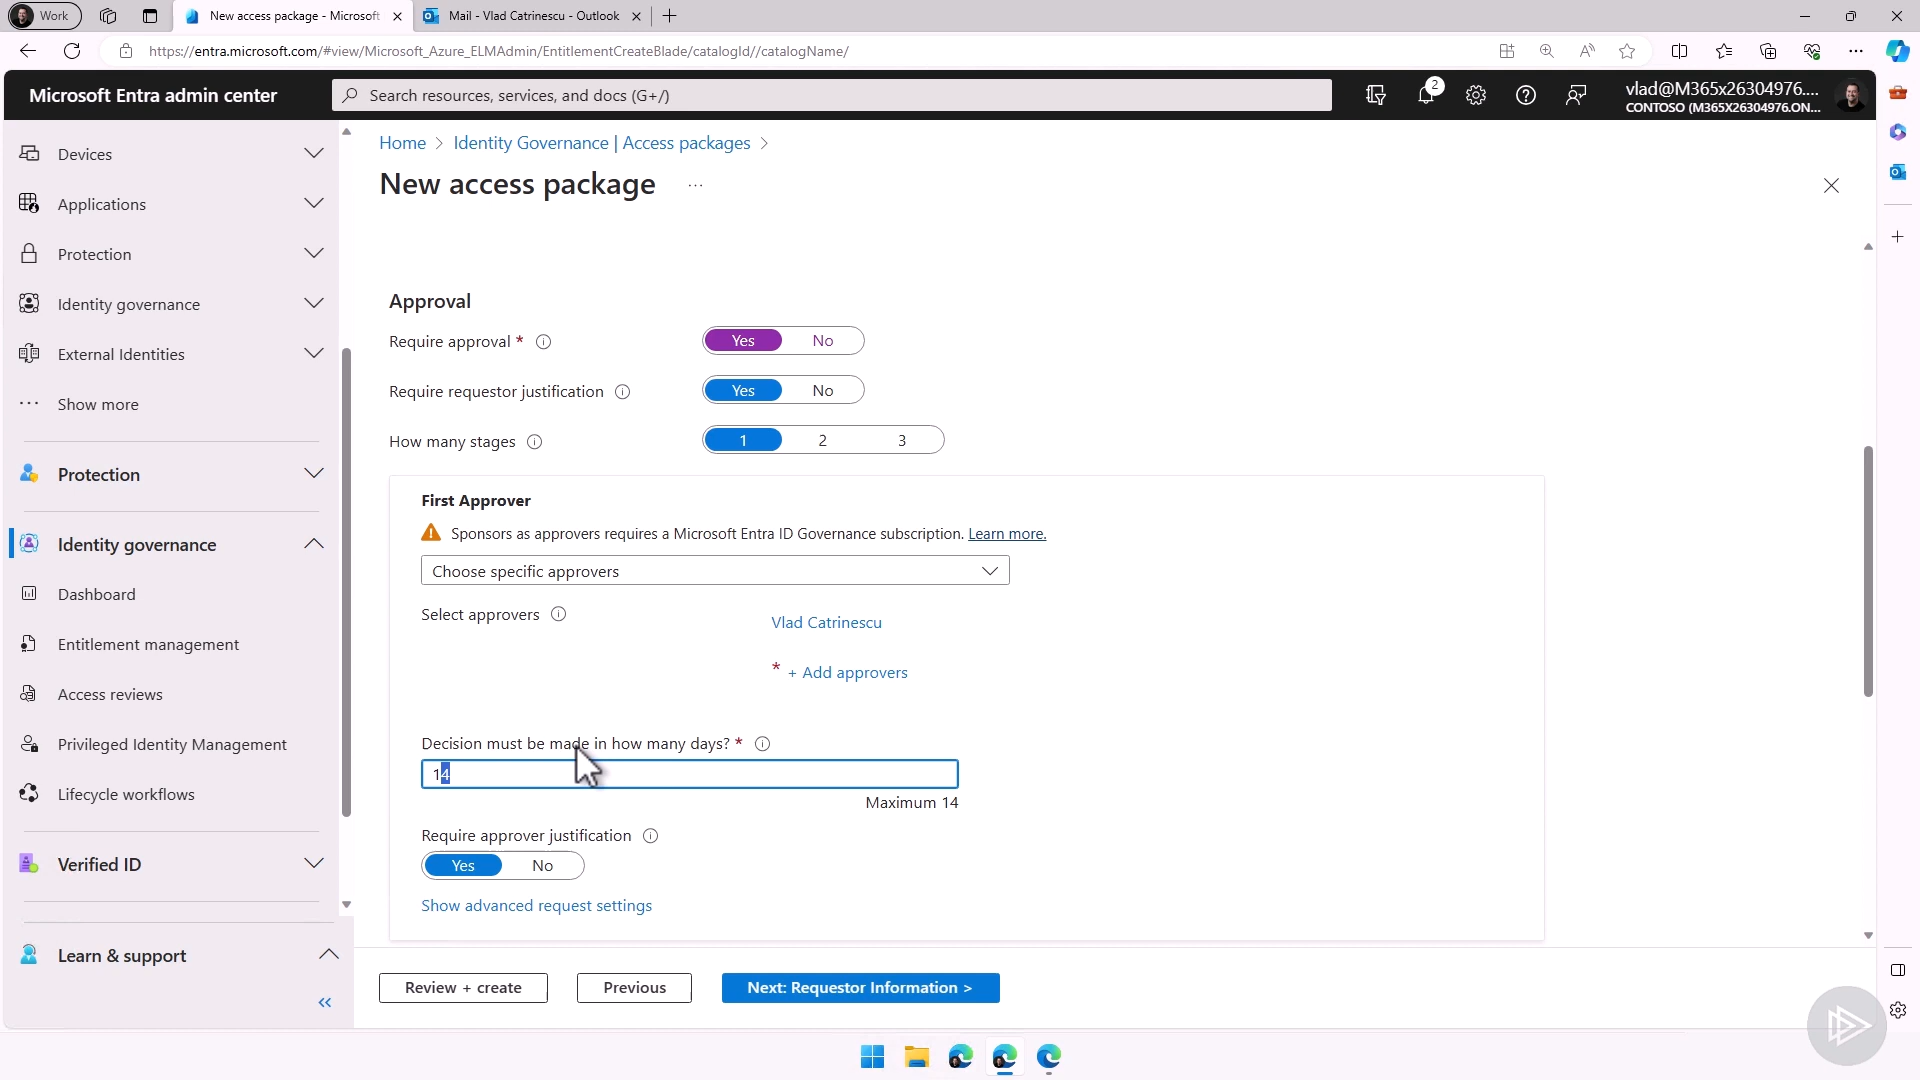 Work
New access package - Microsoft
Mail - Vlad Catrinescu - Outlook
https://entra.microsoft.com/#view/Microsoft_Azure_ELMAdmin/EntitlementCreateBlade/catalogId//catalogName/
Microsoft Entra admin center
Search resources, services, and docs (G+/)
2
vlad@M365x26304976....
CONTOSO (M365X26304976.ON...
Devices
Applications
Protection
Identity governance
External Identities
Show more
Protection
Identity governance
Dashboard
Entitlement management
Access reviews
Privileged Identity Management
Lifecycle workflows
Verified ID
Learn & support
Home > Identity Governance | Access packages >
New access package ...
Approval
Require approval *
Yes No
Require requestor justification
Yes No
How many stages
1 2 3
First Approver
Sponsors as approvers requires a Microsoft Entra ID Governance subscription. Learn more.
Choose specific approvers
Select approvers
Vlad Catrinescu
* + Add approvers
Decision must be made in how many days? *
14
Maximum 14
Require approver justification
Yes No
Show advanced request settings
Review + create
Previous
Next: Requestor Information >